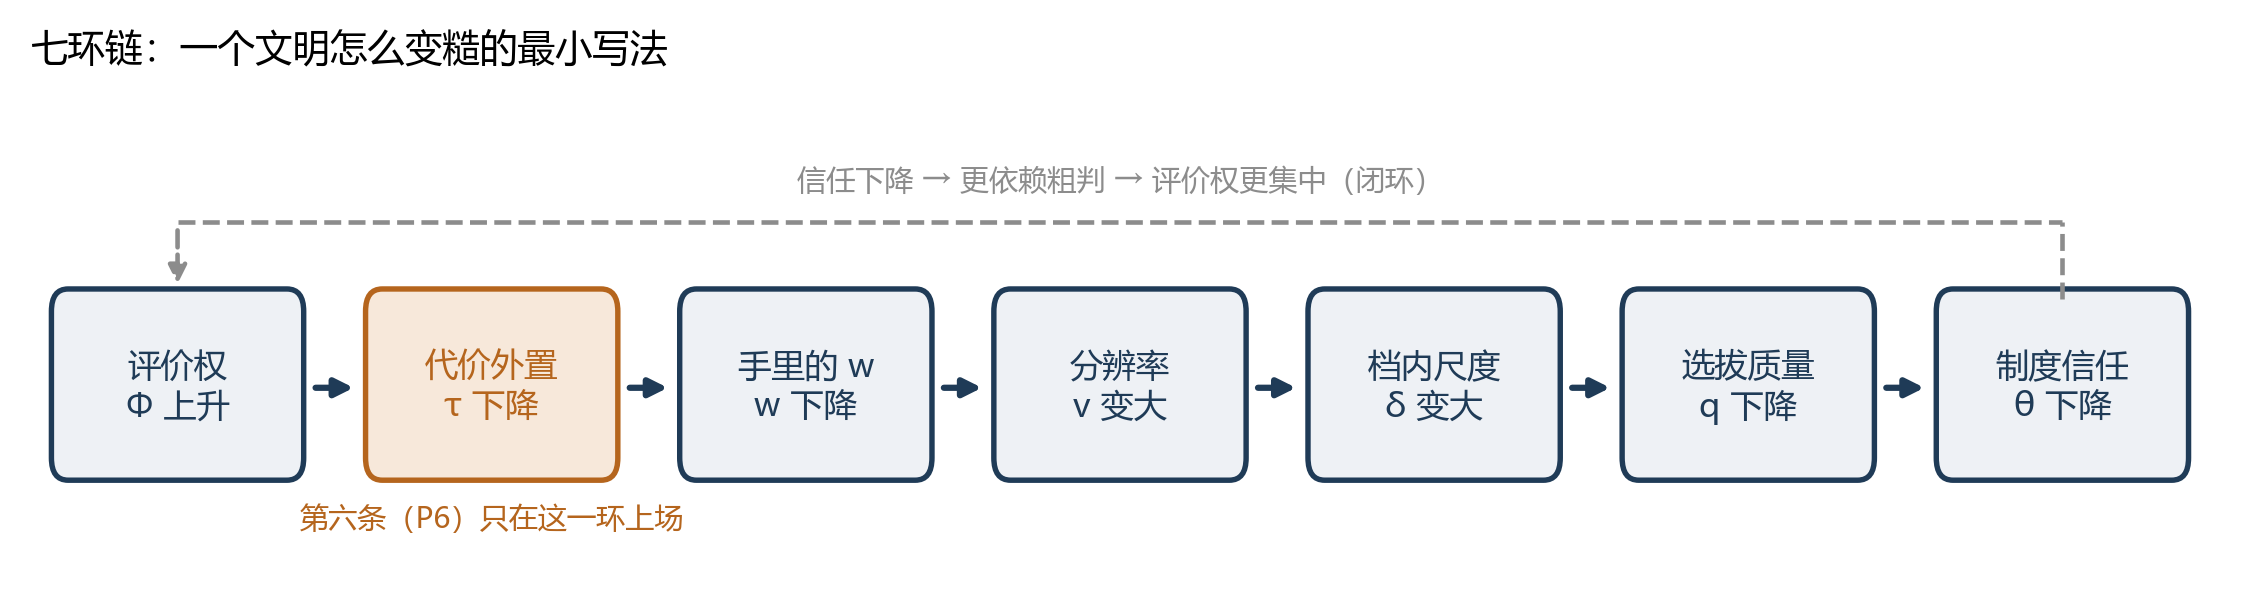 七环链：一个文明怎么变糙的最小写法
信任下降 → 更依赖粗判 → 评价权更集中（闭环）
评价权
Φ 上升
代价外置
τ 下降
手里的 w
w 下降
分辨率
v 变大
档内尺度
δ 变大
选拔质量
q 下降
制度信任
θ 下降
第六条（P6）只在这一环上场